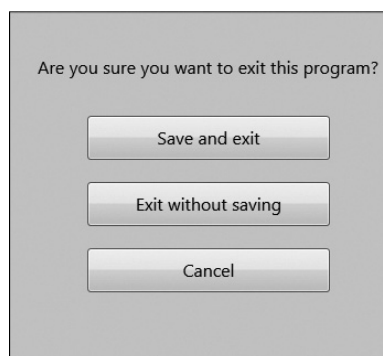 Are you sure you want to exit this program?
Save and exit
Exit without saving
Cancel